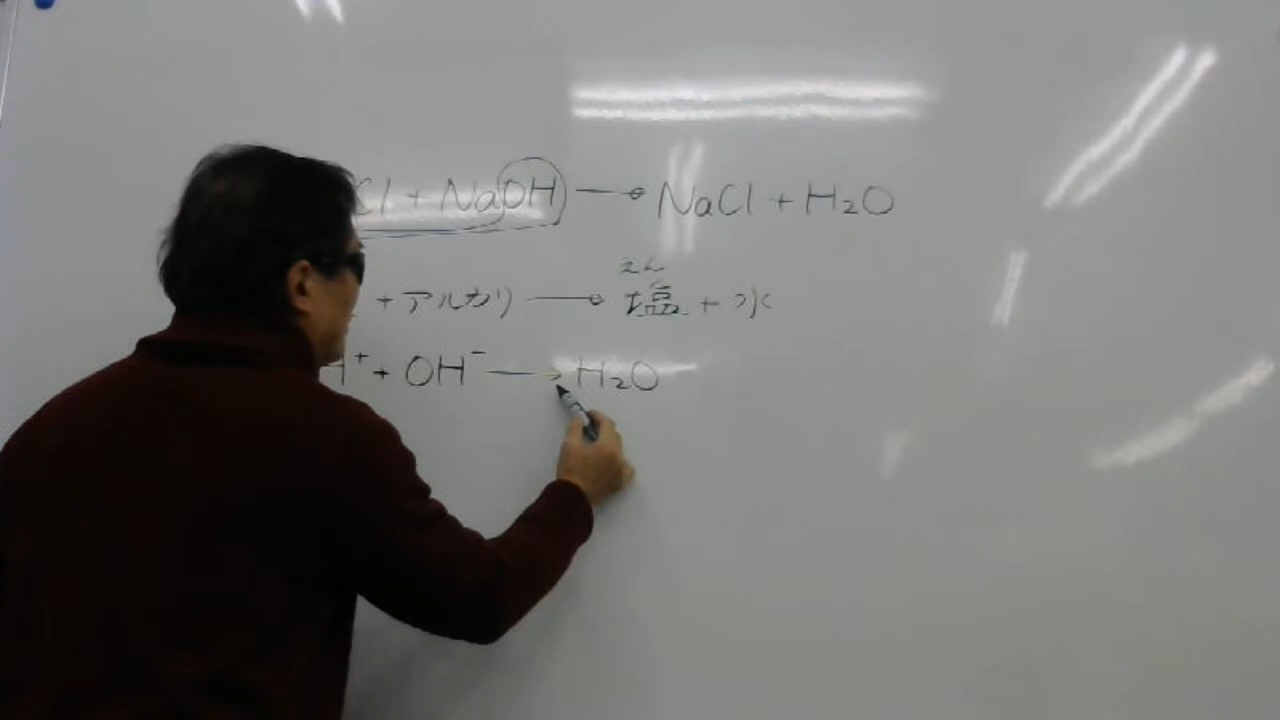 Cl + NaOH → NaCl + H₂O
えん
+ アルカリ → 塩 + 水
H⁺ + OH⁻ → H₂O